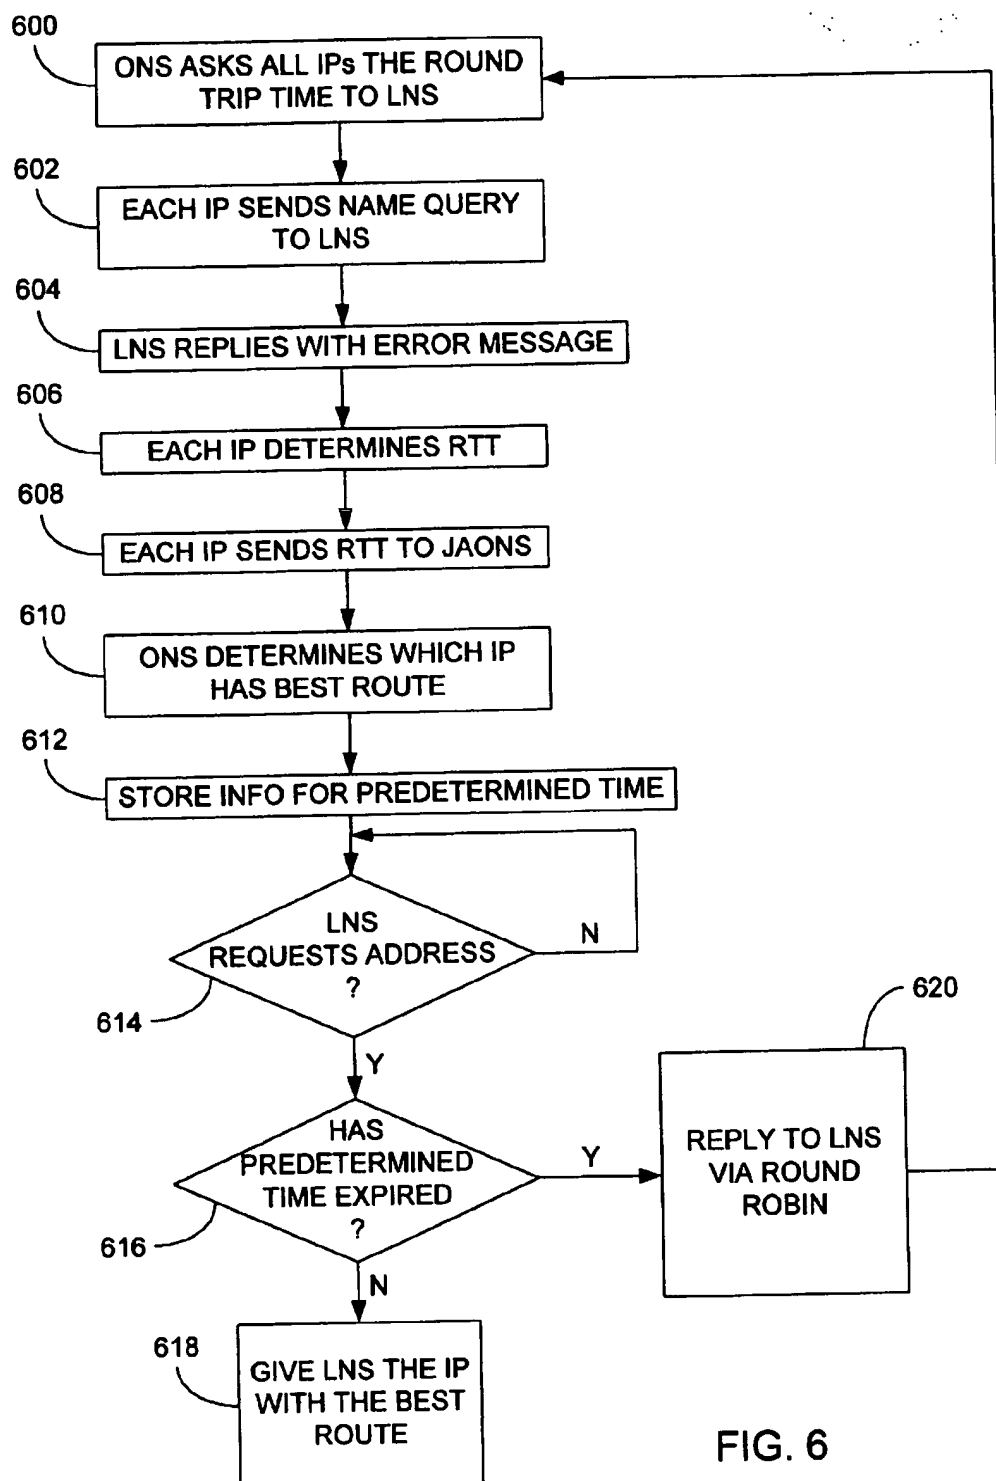 600
ONS ASKS ALL IPs THE ROUND
TRIP TIME TO LNS
602
EACH IP SENDS NAME QUERY
TO LNS
604
LNS REPLIES WITH ERROR MESSAGE
606
EACH IP DETERMINES RTT
608
EACH IP SENDS RTT TO JAONS
610
ONS DETERMINES WHICH IP
HAS BEST ROUTE
612
STORE INFO FOR PREDETERMINED TIME
LNS
REQUESTS ADDRESS
?
N
614
Y
620
HAS
PREDETERMINED
TIME EXPIRED
?
Y
616
N
REPLY TO LNS
VIA ROUND
ROBIN
618
GIVE LNS THE IP
WITH THE BEST
ROUTE
FIG. 6